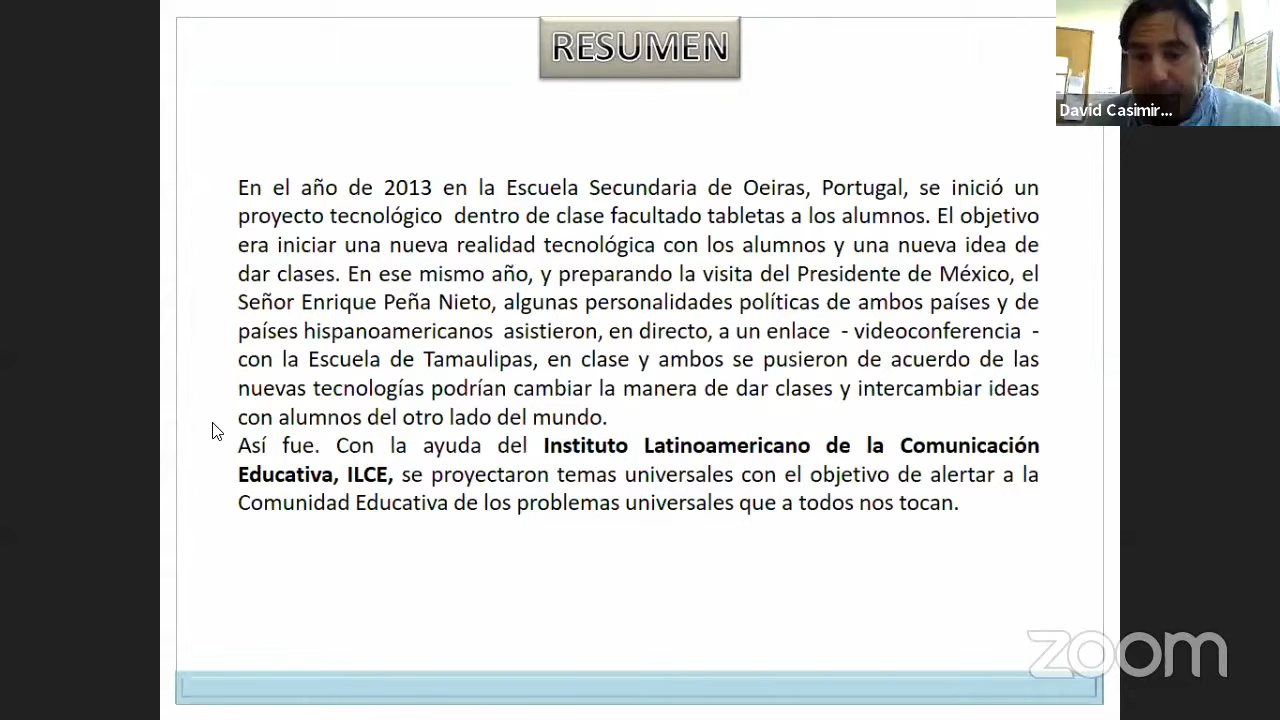 RESUMEN
David Casimir...
En el año de 2013 en la Escuela Secundaria de Oeiras, Portugal, se inició un
proyecto tecnológico dentro de clase facultado tabletas a los alumnos. El objetivo
era iniciar una nueva realidad tecnológica con los alumnos y una nueva idea de
dar clases. En ese mismo año, y preparando la visita del Presidente de México, el
Señor Enrique Peña Nieto, algunas personalidades políticas de ambos países y de
países hispanoamericanos asistieron, en directo, a un enlace - videoconferencia -
con la Escuela de Tamaulipas, en clase y ambos se pusieron de acuerdo de las
nuevas tecnologías podrían cambiar la manera de dar clases y intercambiar ideas
con alumnos del otro lado del mundo.
Así fue. Con la ayuda del Instituto Latinoamericano de la Comunicación
Educativa, ILCE, se proyectaron temas universales con el objetivo de alertar a la
Comunidad Educativa de los problemas universales que a todos nos tocan.
zoom